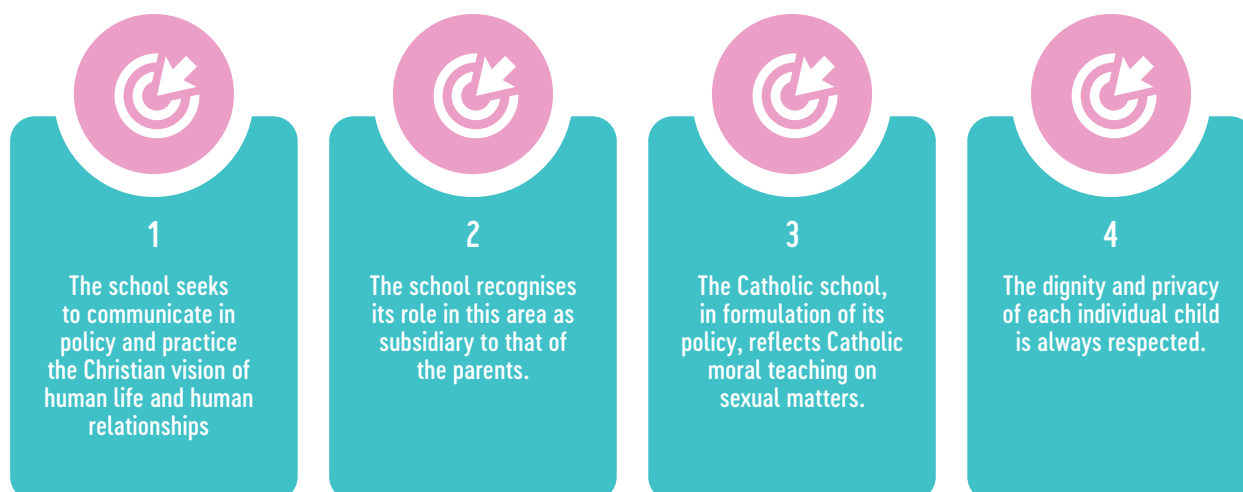 1
The school seeks
to communicate in
policy and practice
the Christian vision of
human life and human
relationships
2
The school recognises
its role in this area as
subsidiary to that of
the parents.
3
The Catholic school,
in formulation of its
policy, reflects Catholic
moral teaching on
sexual matters.
4
The dignity and privacy
of each individual child
is always respected.